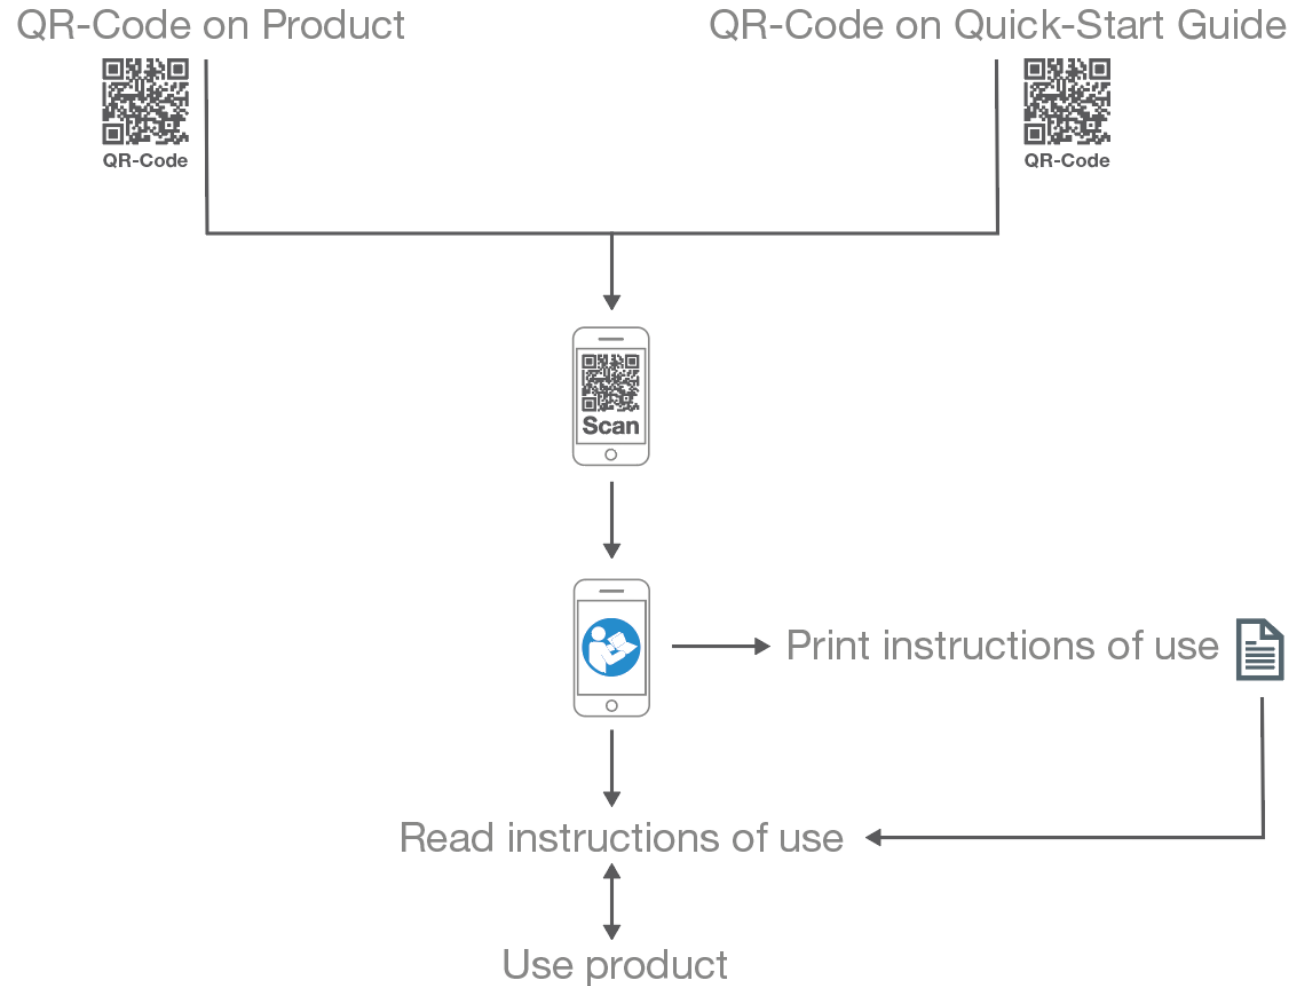 QR-Code on Product
QR-Code on Quick-Start Guide
QR-Code
QR-Code
Scan
Print instructions of use
Read instructions of use
Use product